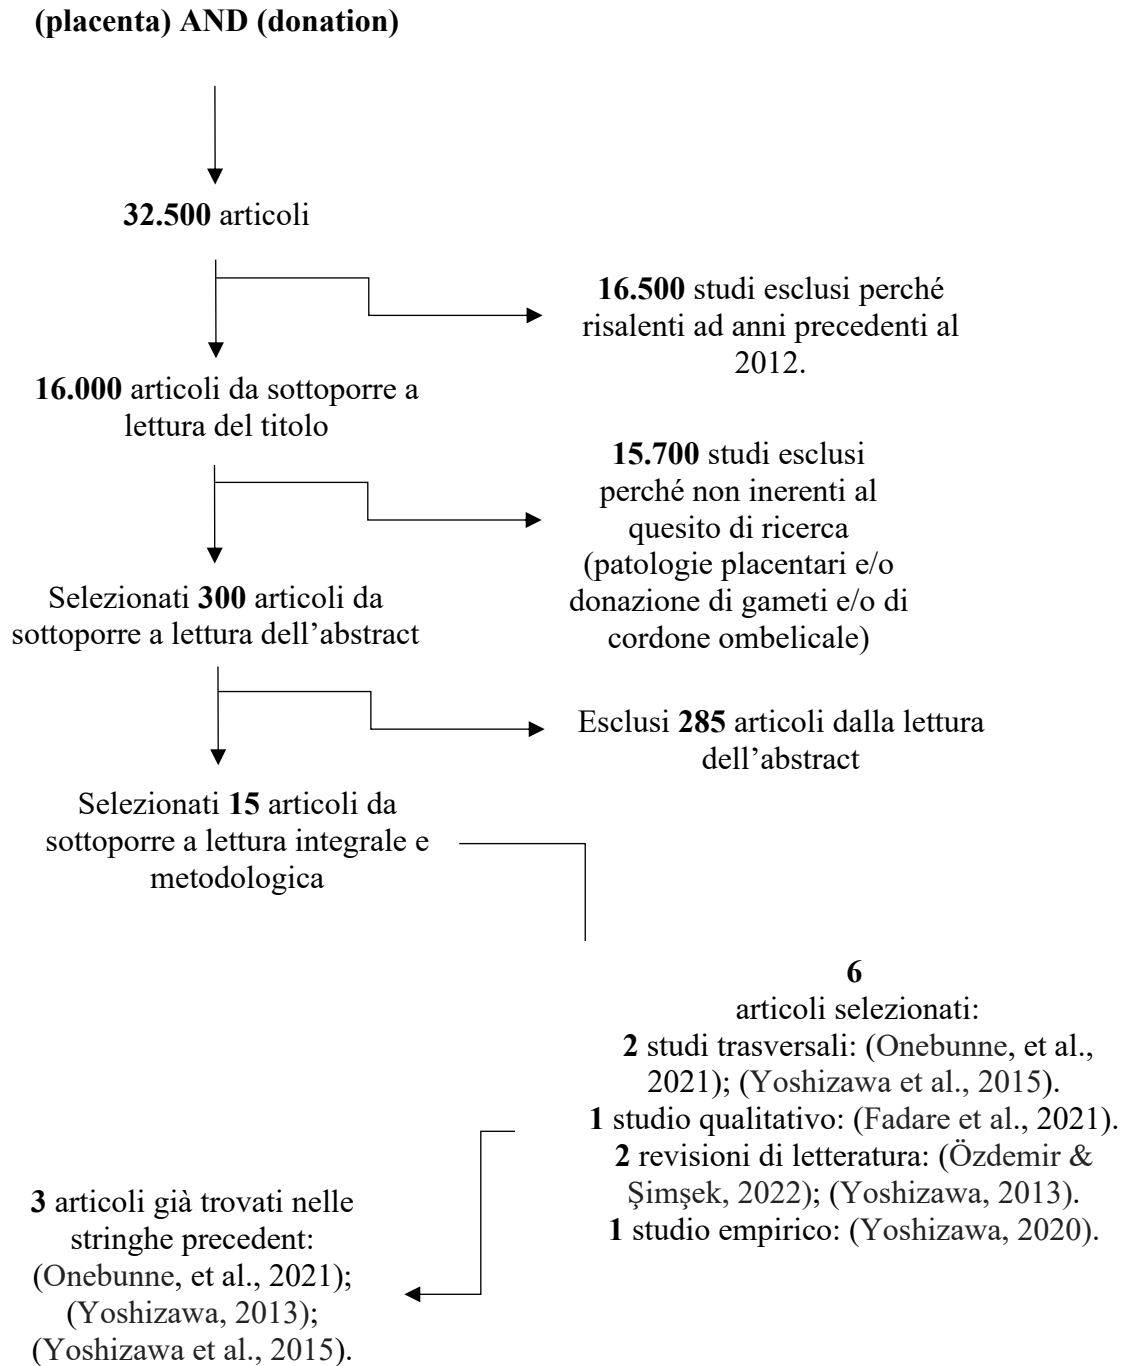 (placenta) AND (donation)
32.500 articoli
16.500 studi esclusi perché
risalenti ad anni precedenti al
2012.
16.000 articoli da sottoporre a
lettura del titolo
15.700 studi esclusi
perché non inerenti al
quesito di ricerca
(patologie placentari e/o
donazione di gameti e/o di
cordone ombelicale)
Selezionati 300 articoli da
sottoporre a lettura dell’abstract
Esclusi 285 articoli dalla lettura
dell’abstract
Selezionati 15 articoli da
sottoporre a lettura integrale e
metodologica
6
articoli selezionati:
2 studi trasversali: (Onebunne, et al.,
2021); (Yoshizawa et al., 2015).
1 studio qualitativo: (Fadare et al., 2021).
2 revisioni di letteratura: (Özdemir &
Şimşek, 2022); (Yoshizawa, 2013).
1 studio empirico: (Yoshizawa, 2020).
3 articoli già trovati nelle
stringhe precedent:
(Onebunne, et al., 2021);
(Yoshizawa, 2013);
(Yoshizawa et al., 2015).